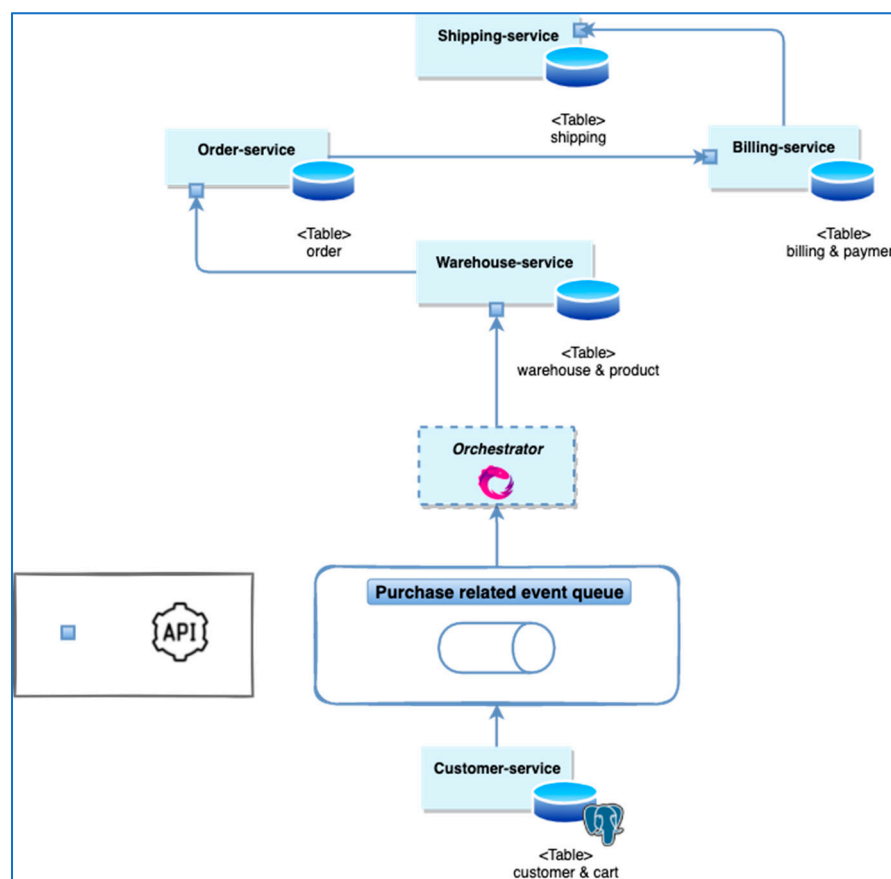 Shipping-service
<Table>
shipping
Order-service
<Table>
order
Billing-service
<Table>
billing & paymen
Warehouse-service
<Table>
warehouse & product
Orchestrator
Purchase related event queue
API
Customer-service
<Table>
customer & cart